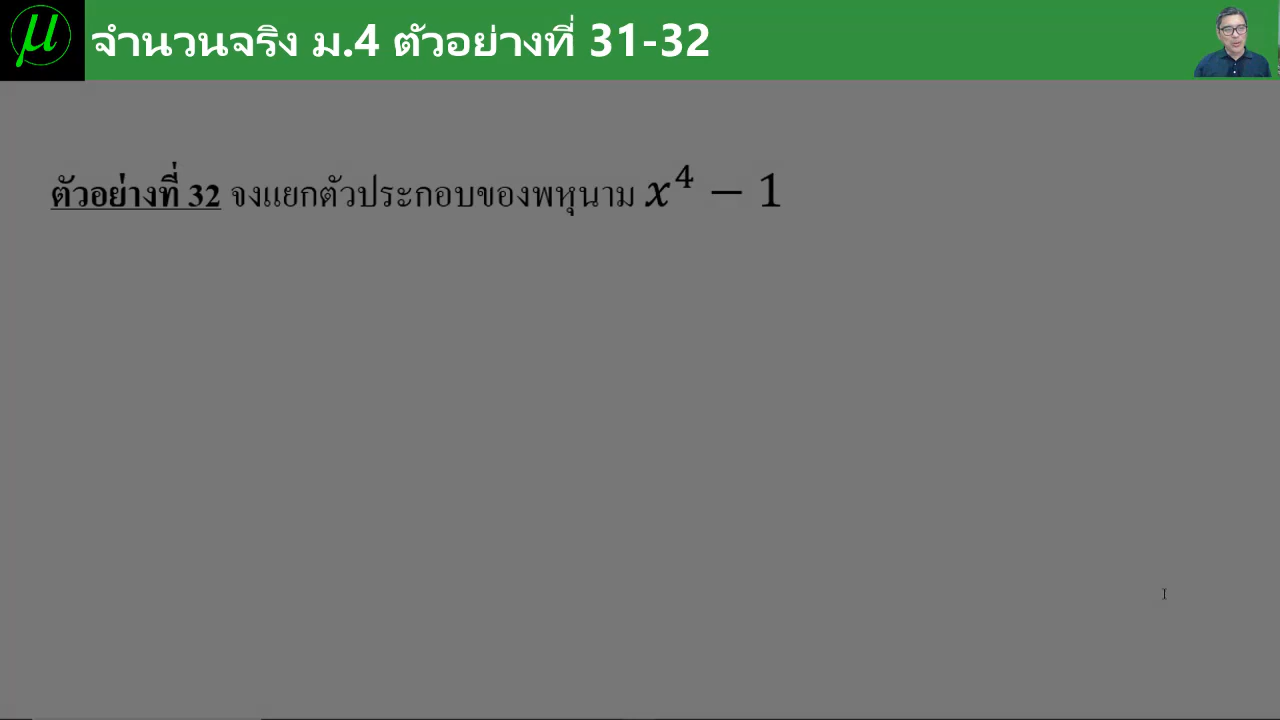 μ
จำนวนจริง ม.4 ตัวอย่างที่ 31-32
ตัวอย่างที่ 32 จงแยกตัวประกอบของพหุนาม x⁴ − 1